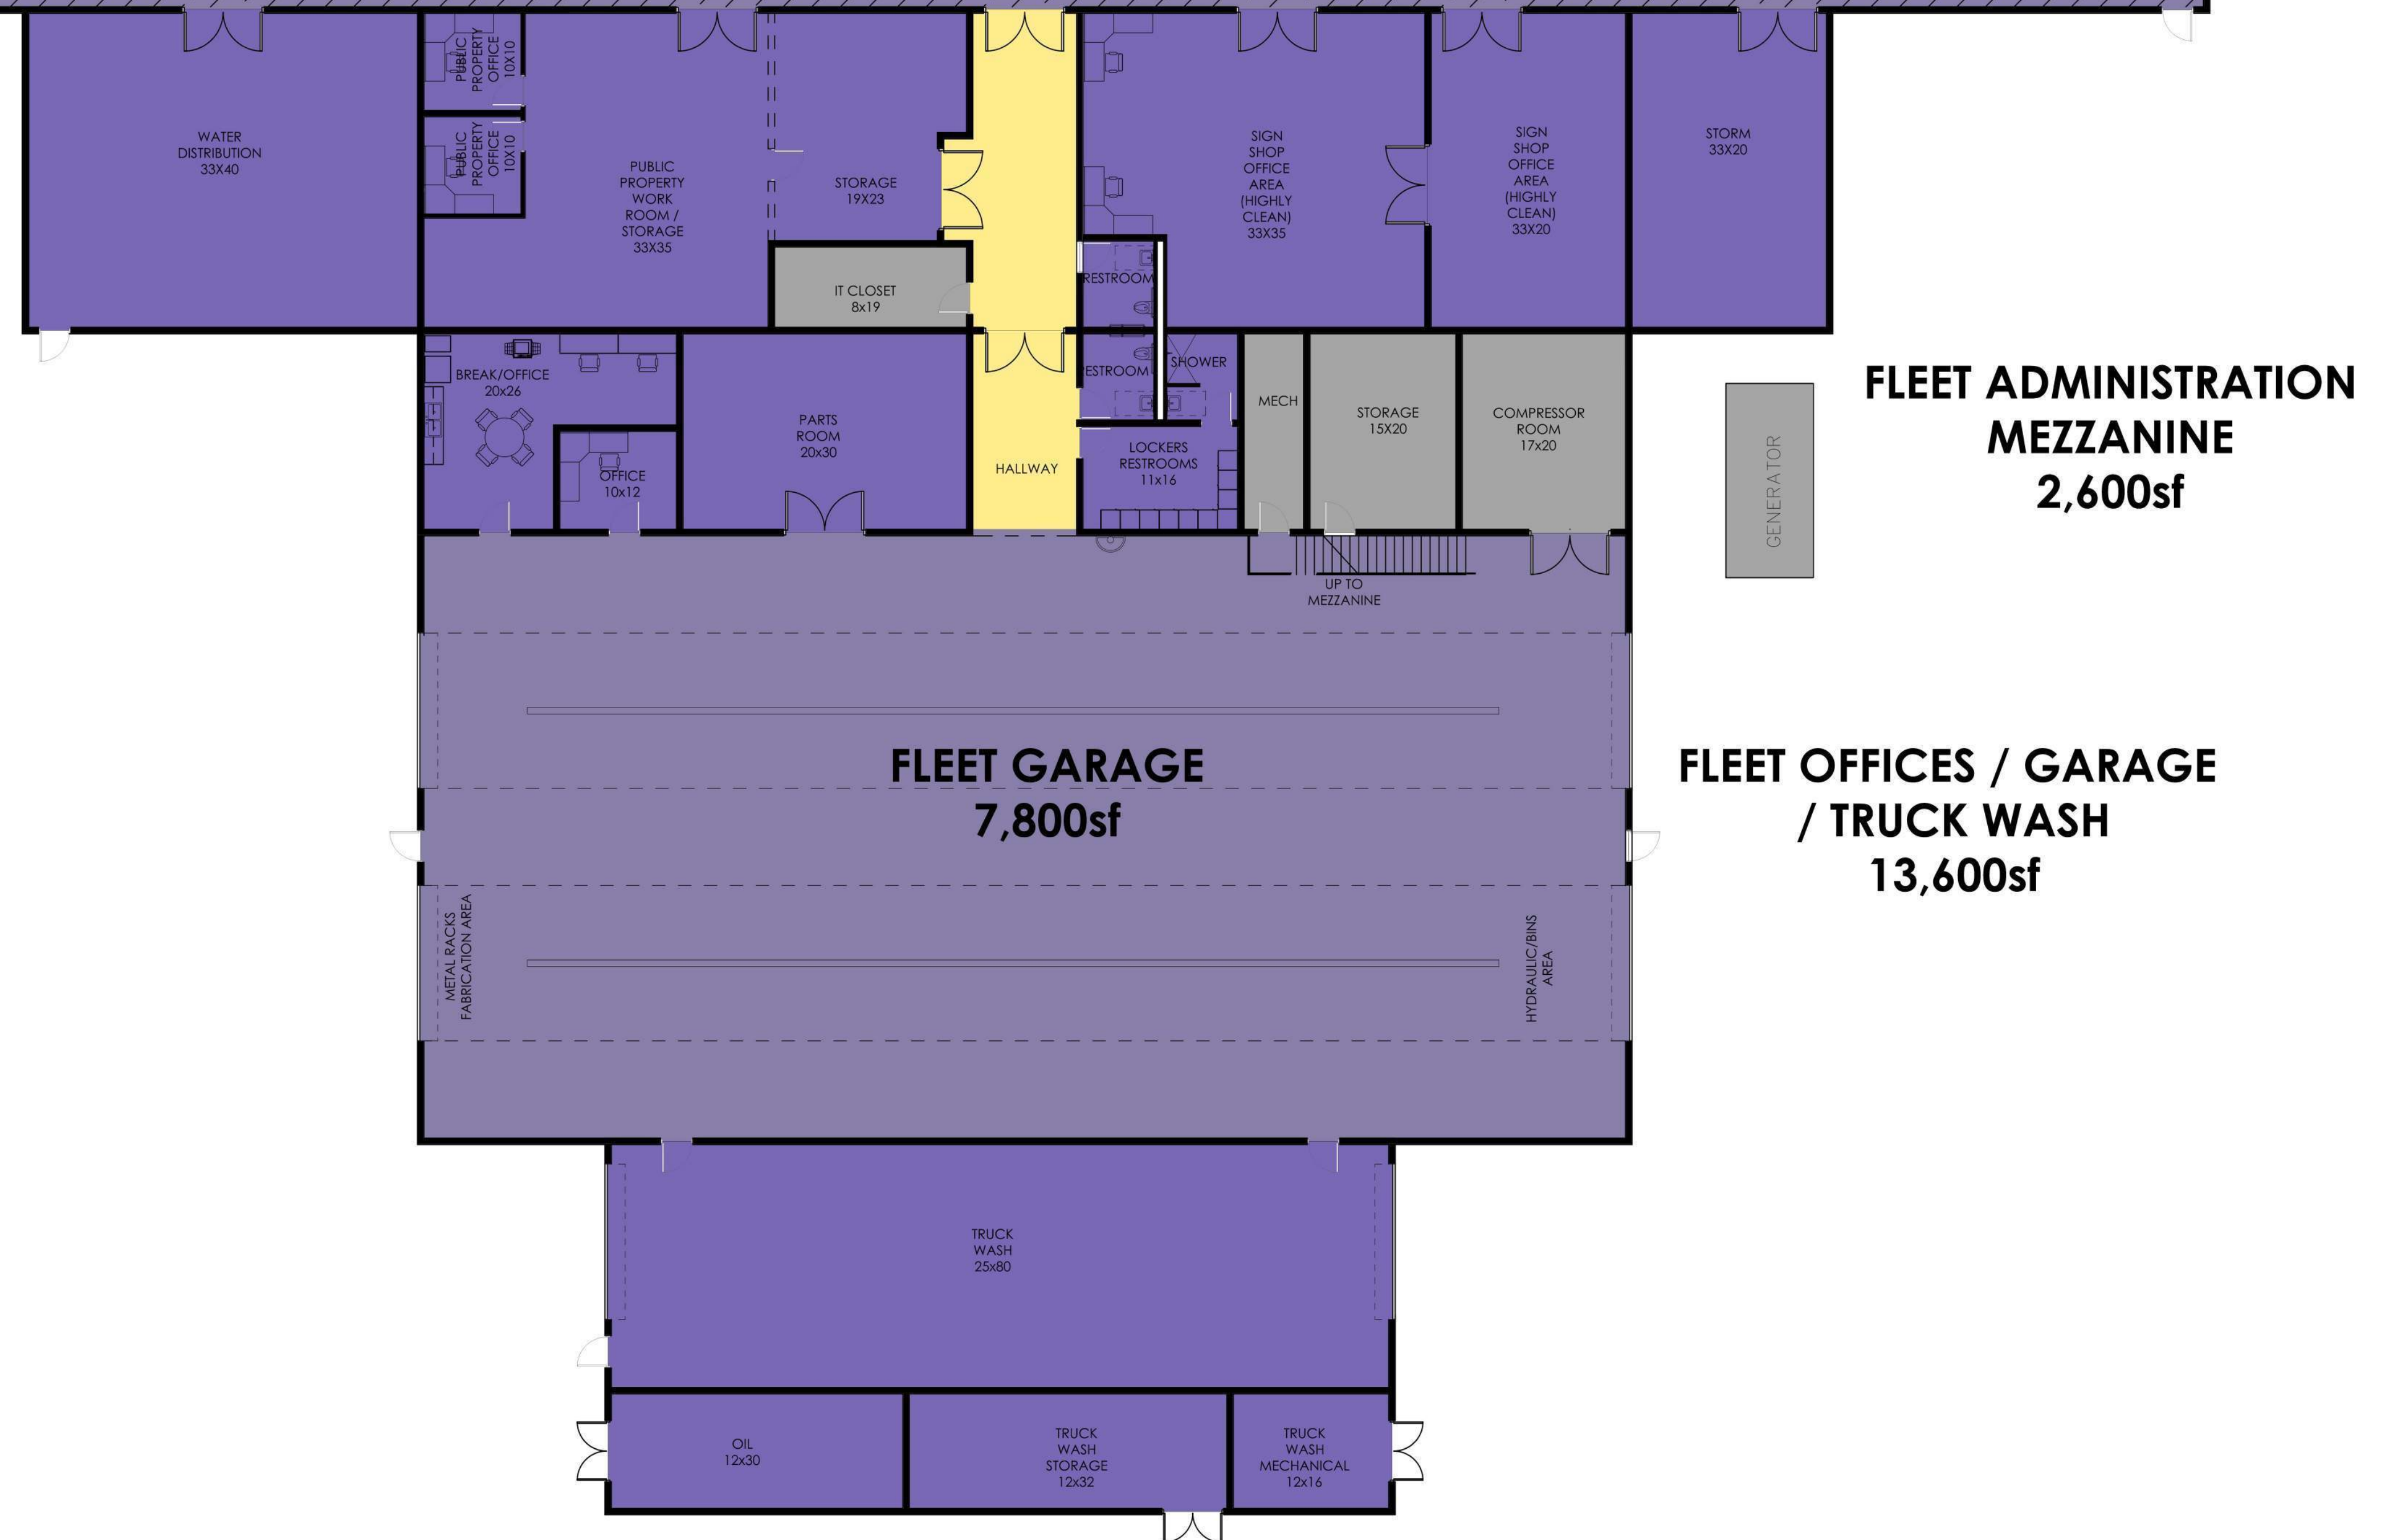 WATER
DISTRIBUTION
33X40
PUBLIC
PROPERTY
OFFICE
10X10
PUBLIC
PROPERTY
OFFICE
10X10
PUBLIC
PROPERTY
WORK
ROOM /
STORAGE
33X35
STORAGE
19X23
IT CLOSET
8x19
SIGN
SHOP
OFFICE
AREA
(HIGHLY
CLEAN)
33X35
SIGN
SHOP
OFFICE
AREA
(HIGHLY
CLEAN)
33X20
STORM
33X20
RESTROOM
BREAK/OFFICE
20x26
OFFICE
10x12
PARTS
ROOM
20x30
HALLWAY
ESTROOM
SHOWER
LOCKERS
RESTROOMS
11x16
MECH
STORAGE
15X20
COMPRESSOR
ROOM
17x20
GENERATOR
FLEET ADMINISTRATION
MEZZANINE
2,600sf
UP TO
MEZZANINE
FLEET GARAGE
7,800sf
FLEET OFFICES / GARAGE
/ TRUCK WASH
13,600sf
METAL RACKS
FABRICATION AREA
HYDRAULIC/BINS
AREA
TRUCK
WASH
25x80
OIL
12x30
TRUCK
WASH
STORAGE
12x32
TRUCK
WASH
MECHANICAL
12x16